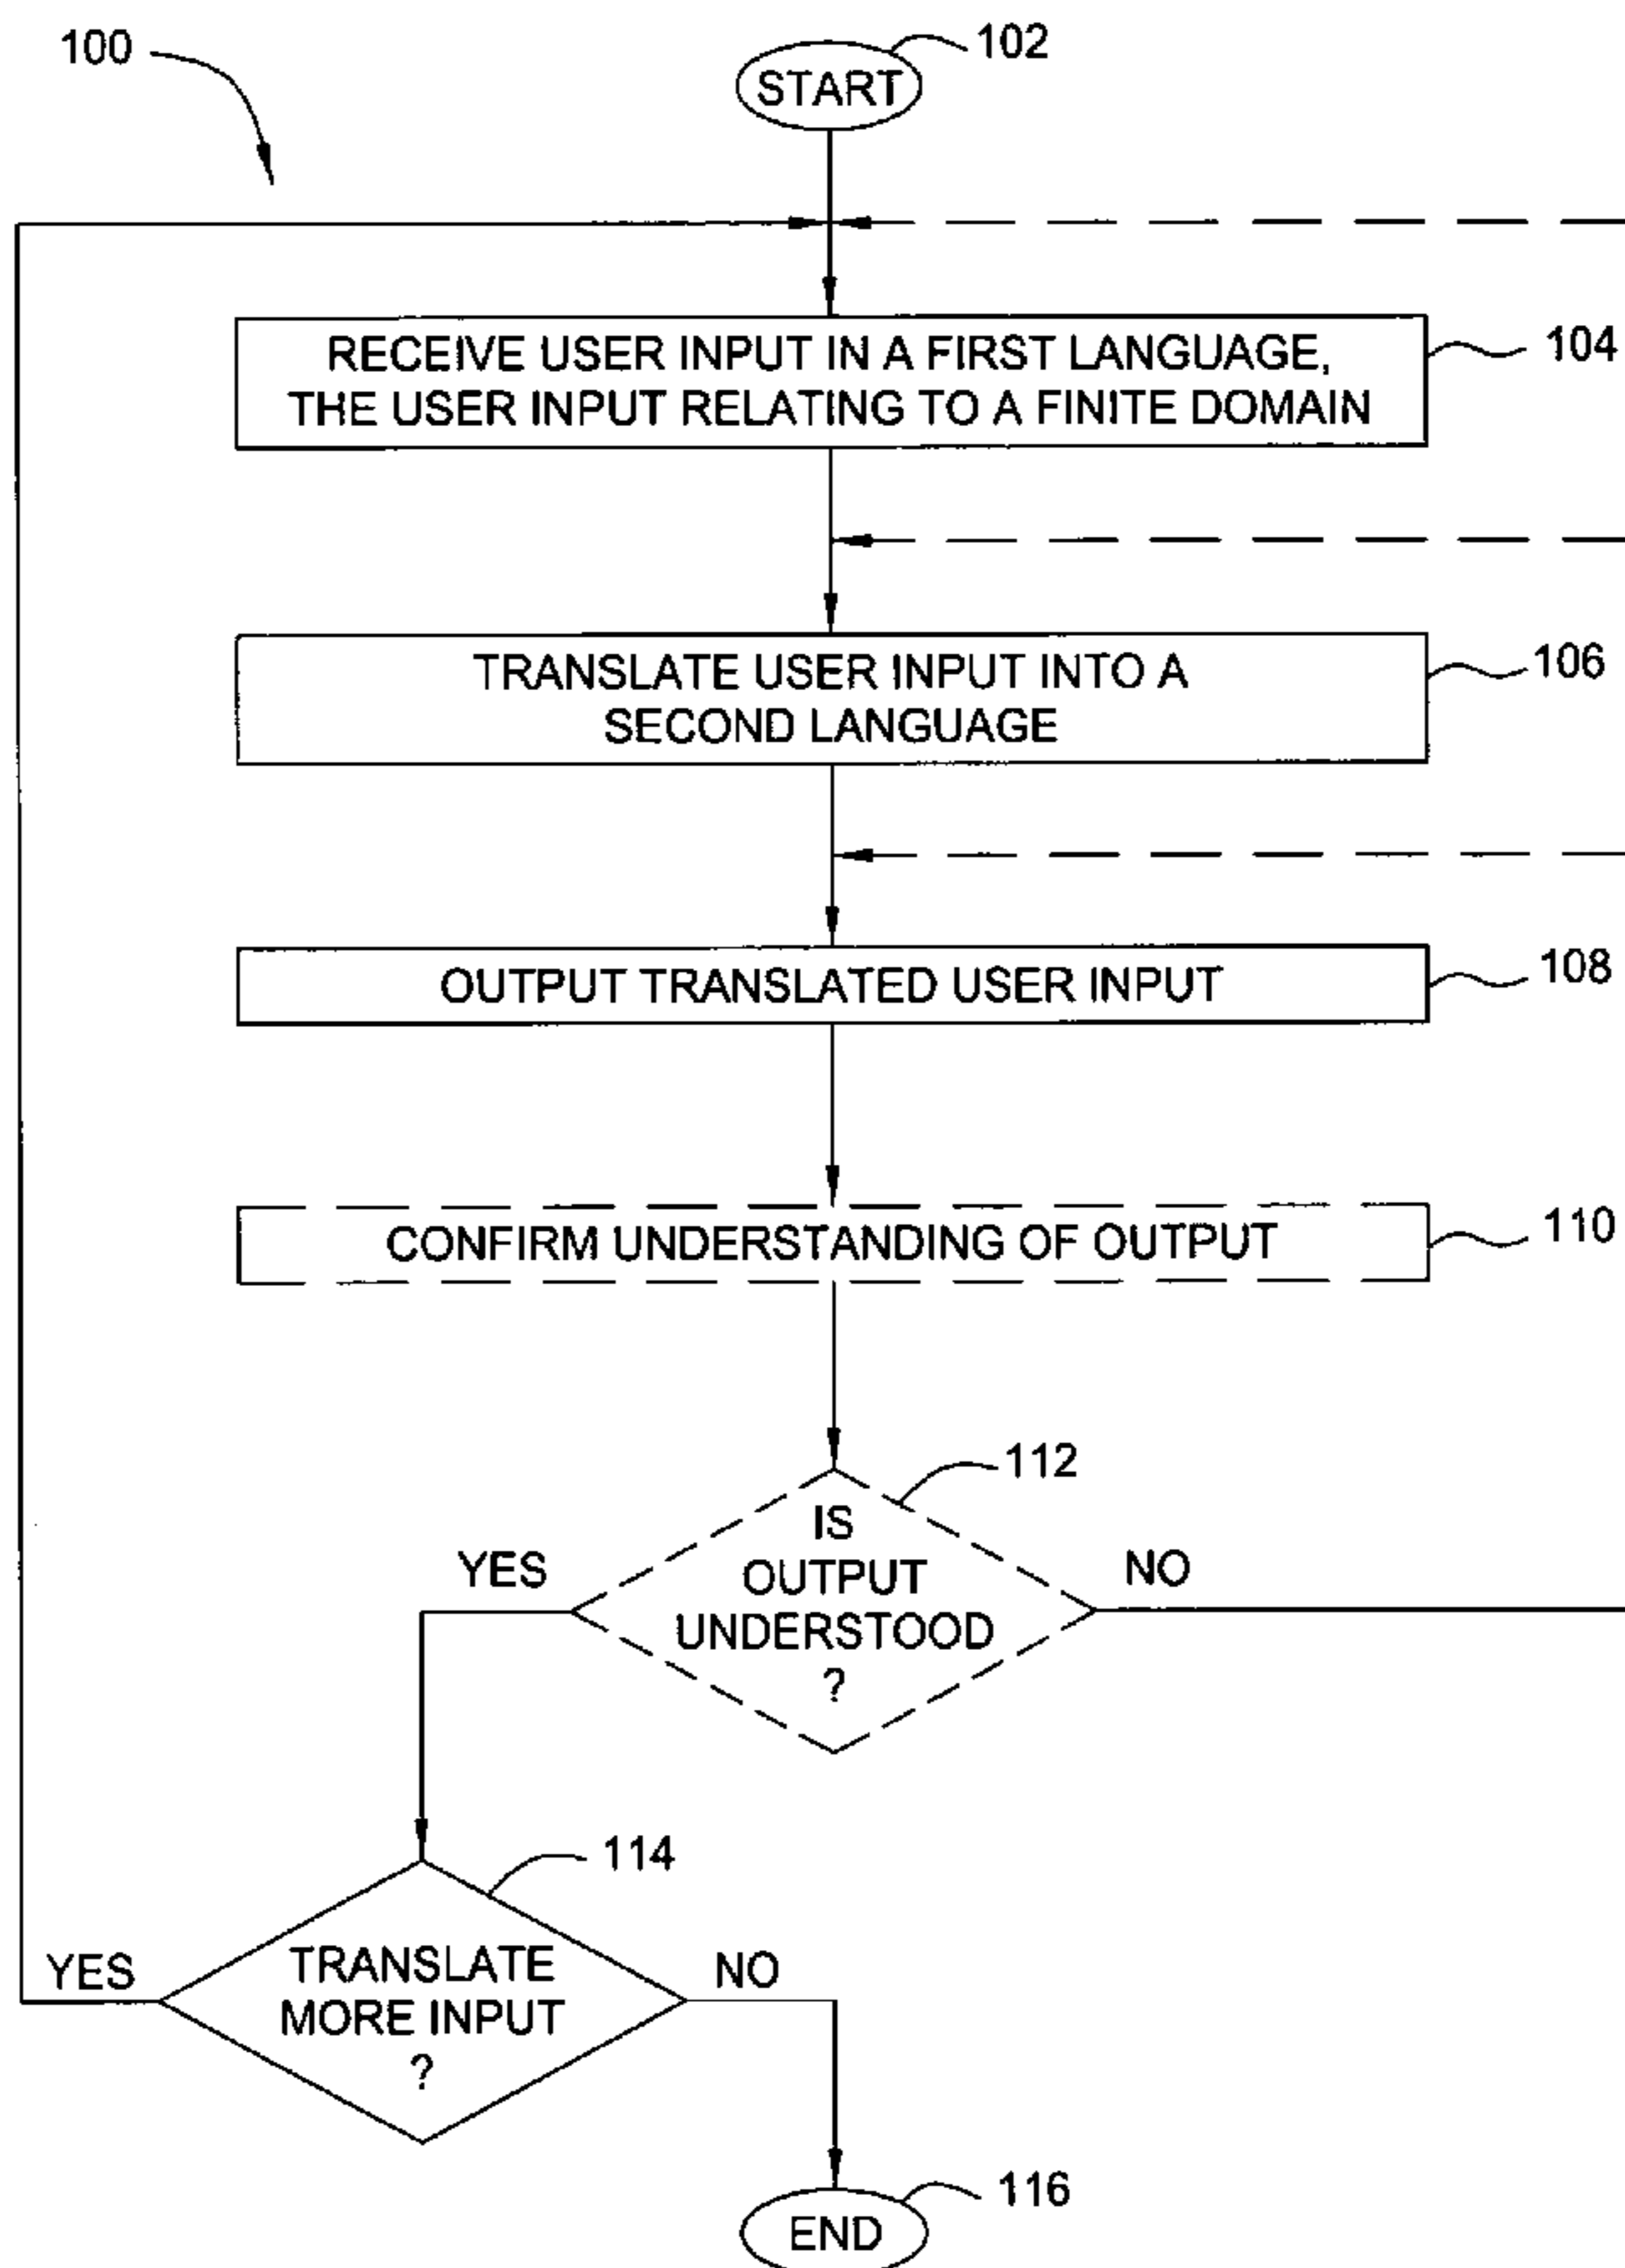 100
START
102
RECEIVE USER INPUT IN A FIRST LANGUAGE,
THE USER INPUT RELATING TO A FINITE DOMAIN
104
TRANSLATE USER INPUT INTO A
SECOND LANGUAGE
106
OUTPUT TRANSLATED USER INPUT
108
CONFIRM UNDERSTANDING OF OUTPUT
110
112
IS
OUTPUT
UNDERSTOOD
?
YES
NO
114
TRANSLATE
MORE INPUT
?
YES
NO
116
END